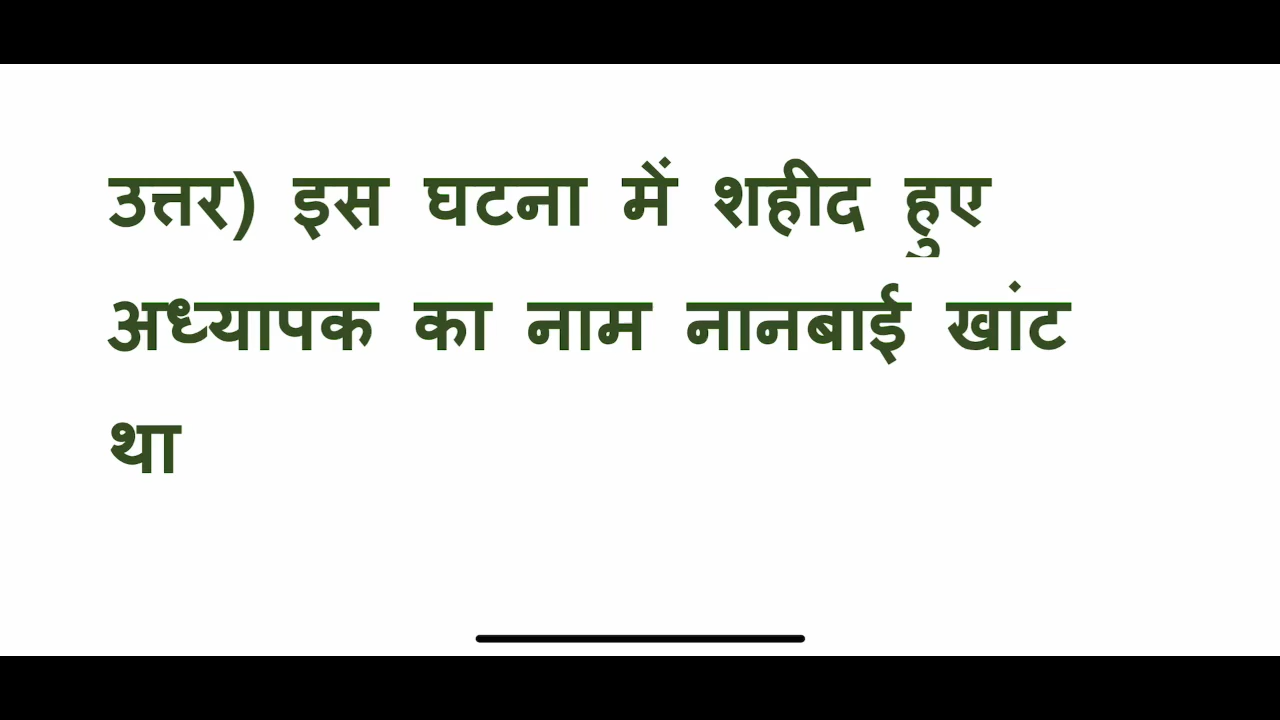 उत्तर) इस घटना में शहीद हुए
अध्यापक का नाम नानबाई खांट
था